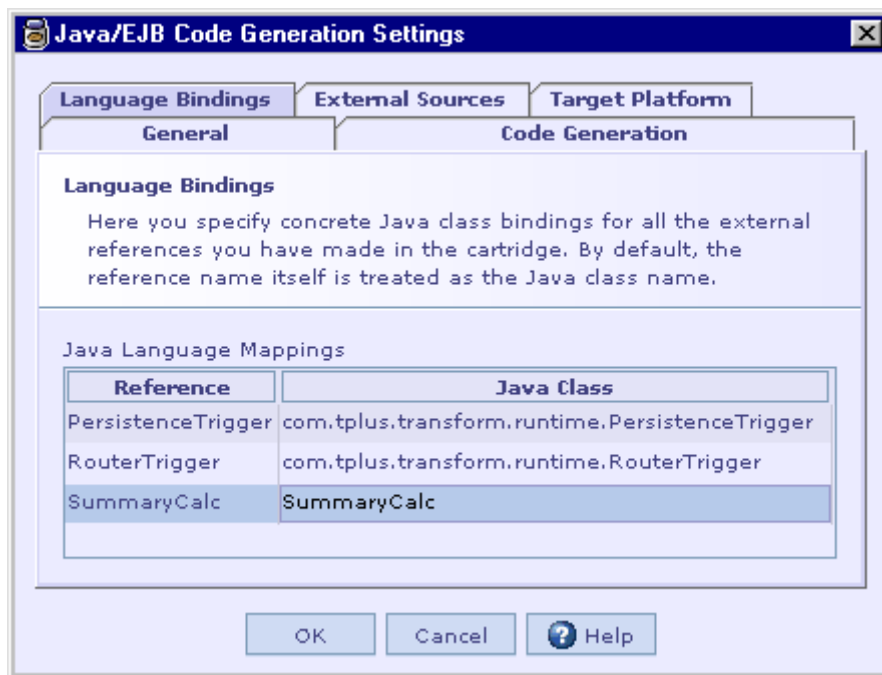 Java/EJB Code Generation Settings
Language Bindings External Sources Target Platform
General Code Generation
Language Bindings
Here you specify concrete Java class bindings for all the external
references you have made in the cartridge. By default, the
reference name itself is treated as the Java class name.
Java Language Mappings
Reference Java Class
PersistenceTrigger com.tplus.transform.runtime.PersistenceTrigger
RouterTrigger com.tplus.transform.runtime.RouterTrigger
SummaryCalc SummaryCalc
OK Cancel ? Help